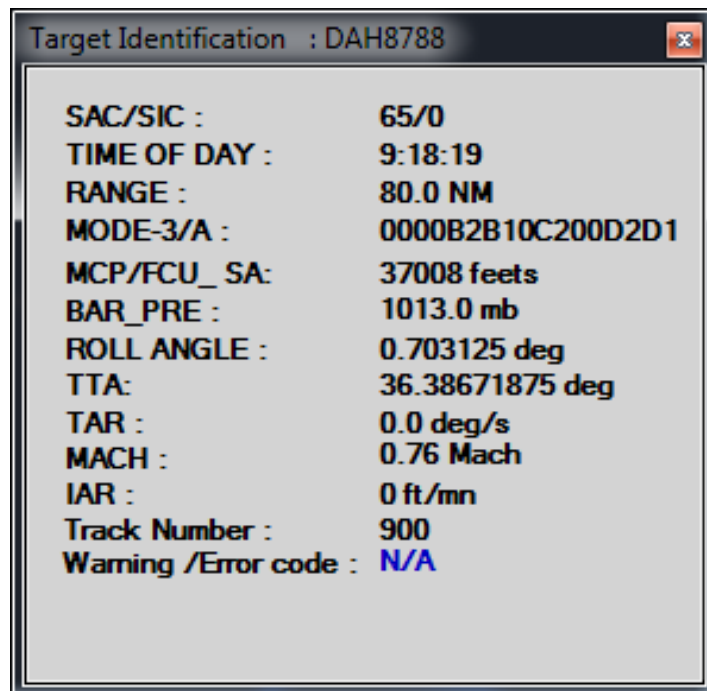 Target Identification : DAH8788
SAC/SIC : 65/0
TIME OF DAY : 9:18:19
RANGE : 80.0 NM
MODE-3/A : 0000B2B10C200D2D1
MCP/FCU_ SA: 37008 feets
BAR_PRE : 1013.0 mb
ROLL ANGLE : 0.703125 deg
TTA: 36.38671875 deg
TAR : 0.0 deg/s
MACH : 0.76 Mach
IAR : 0 ft/mn
Track Number : 900
Warning /Error code : N/A